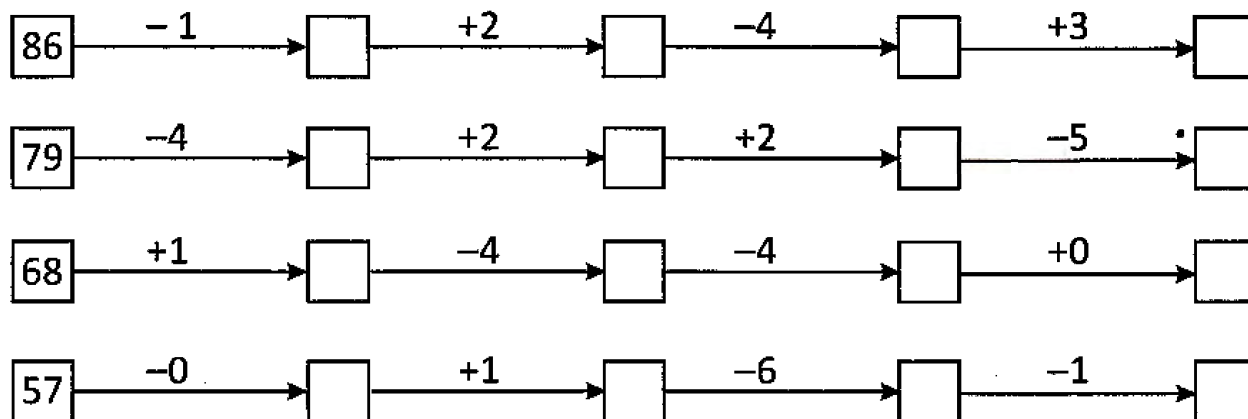 86 – 1 +2 –4 +3
79 –4 +2 +2 –5
68 +1 –4 –4 +0
57 –0 +1 –6 –1